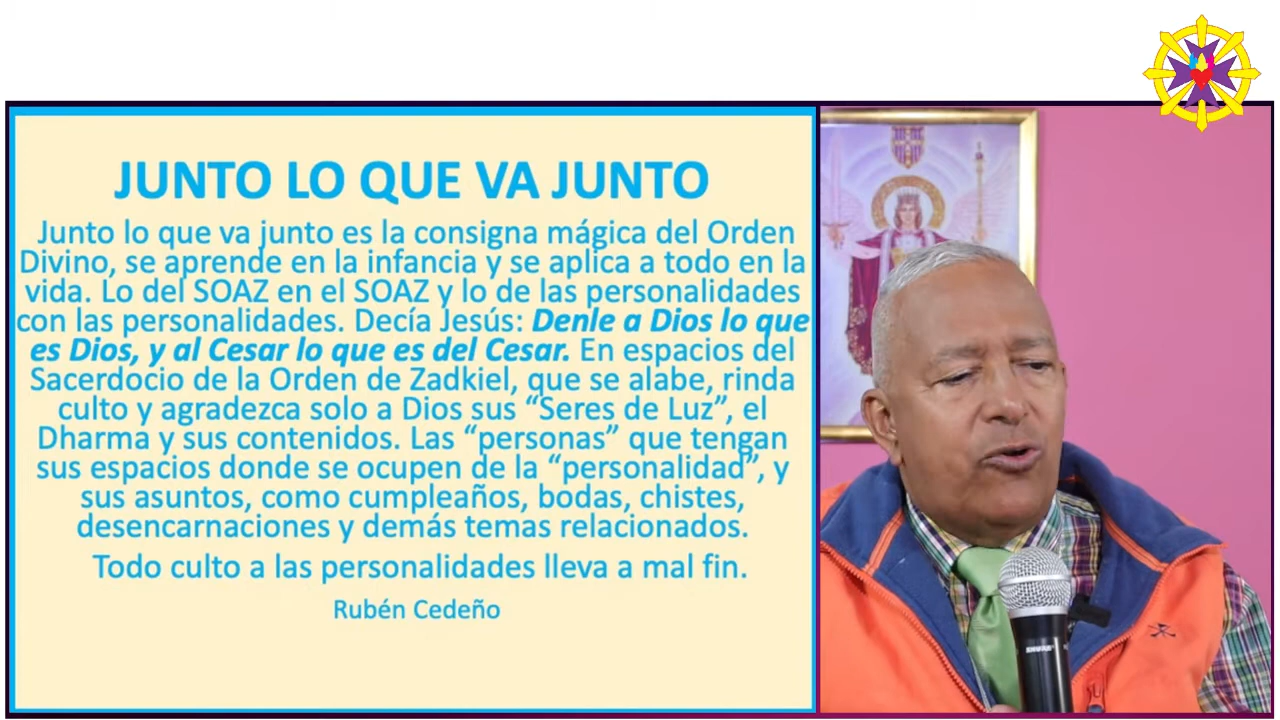 JUNTO LO QUE VA JUNTO
Junto lo que va junto es la consigna mágica del Orden
Divino, se aprende en la infancia y se aplica a todo en la
vida. Lo del SOAZ en el SOAZ y lo de las personalidades
con las personalidades. Decía Jesús: Denle a Dios lo que
es Dios, y al Cesar lo que es del Cesar. En espacios del
Sacerdocio de la Orden de Zadkiel, que se alabe, rinda
culto y agradezca solo a Dios sus “Seres de Luz”, el
Dharma y sus contenidos. Las “personas” que tengan
sus espacios donde se ocupen de la “personalidad”, y
sus asuntos, como cumpleaños, bodas, chistes,
desencarnaciones y demás temas relacionados.
Todo culto a las personalidades lleva a mal fin.
Rubén Cedeño